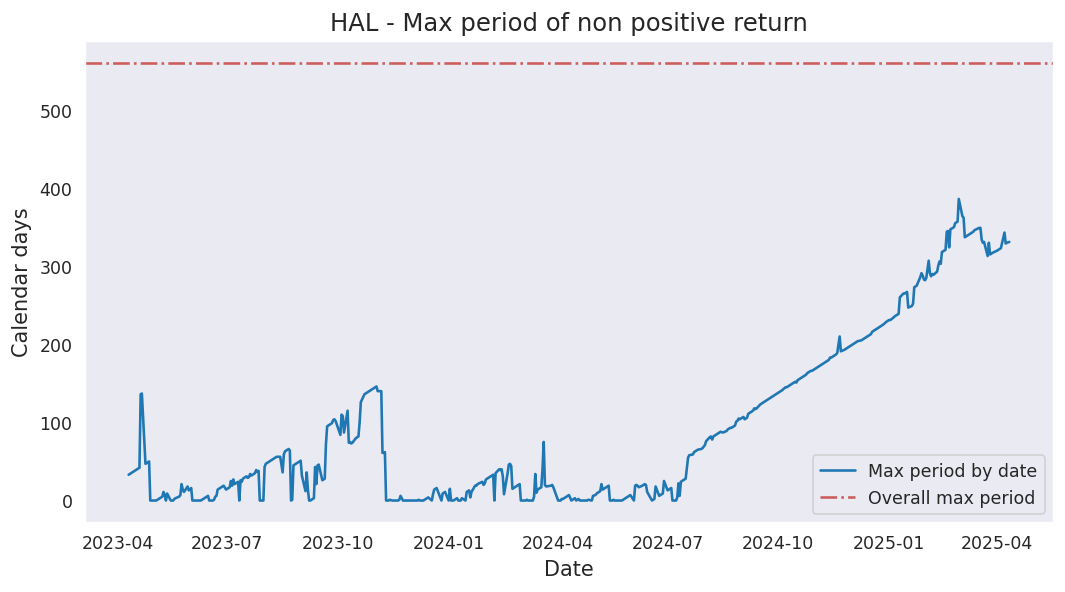 HAL - Max period of non positive return
Calendar days
500
400
300
200
100
0
Max period by date
Overall max period
2023-04 2023-07 2023-10 2024-01 2024-04 2024-07 2024-10 2025-01 2025-04
Date